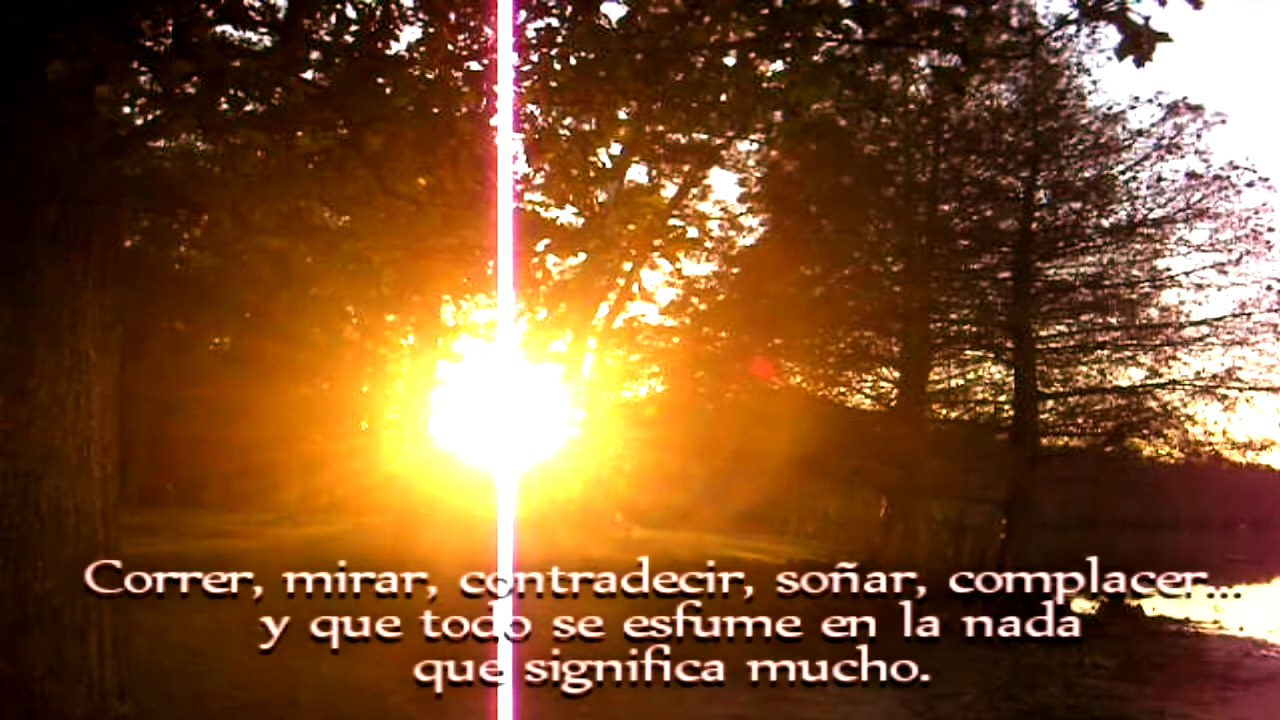 Correr, mirar, contradecir, soñar, complacer...
y que todo se esfume en la nada
que significa mucho.